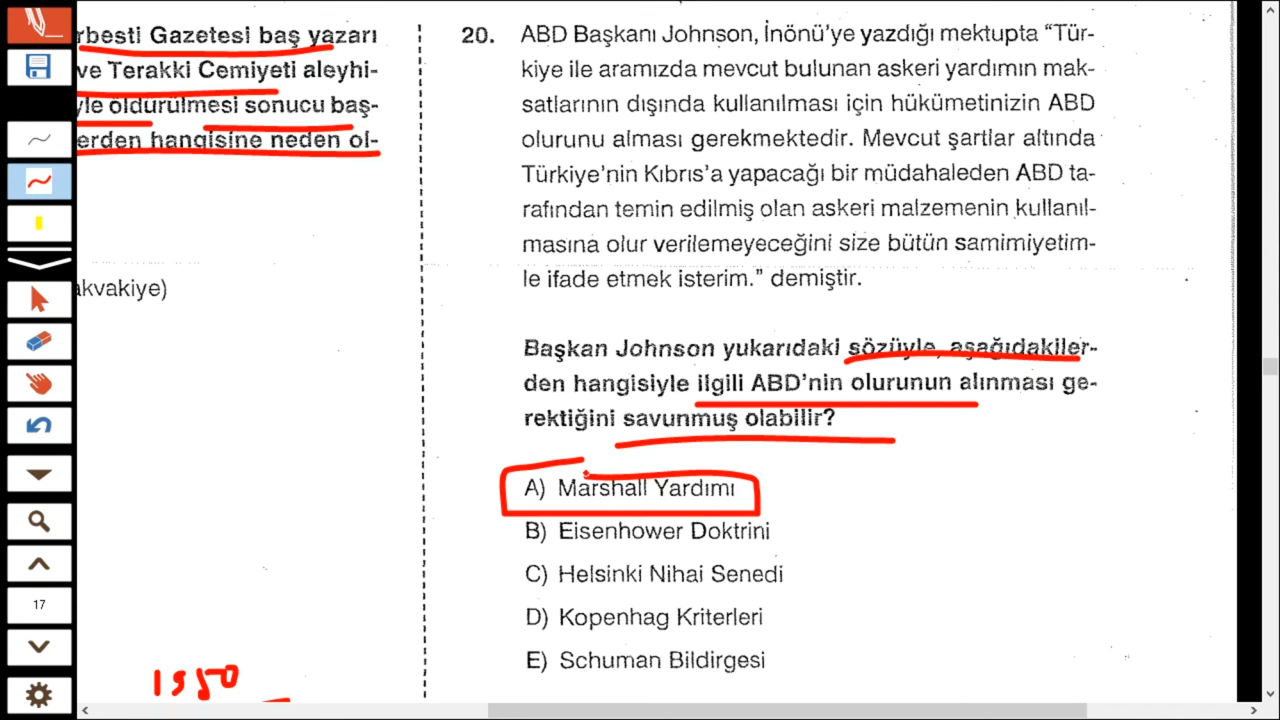 rbesti Gazetesi baş yazarı
ve Terakki Cemiyeti aleyhi-
yle öldürülmesi sonucu baş-
erden hangisine neden ol-
akvakiye)
1950
17
20. ABD Başkanı Johnson, İnönü'ye yazdığı mektupta “Tür-
kiye ile aramızda mevcut bulunan askeri yardımın mak-
satlarının dışında kullanılması için hükümetinizin ABD
olurunu alması gerekmektedir. Mevcut şartlar altında
Türkiye'nin Kıbrıs'a yapacağı bir müdahaleden ABD ta-
rafından temin edilmiş olan askeri malzemenin kullanıl-
masına olur verilemeyeceğini size bütün samimiyetim-
le ifade etmek isterim.” demiştir.
Başkan Johnson yukarıdaki sözüyle, aşağıdakiler-
den hangisiyle ilgili ABD'nin olurunun alınması ge-
rektiğini savunmuş olabilir?
A) Marshall Yardımı
B) Eisenhower Doktrini
C) Helsinki Nihai Senedi
D) Kopenhag Kriterleri
E) Schuman Bildirgesi